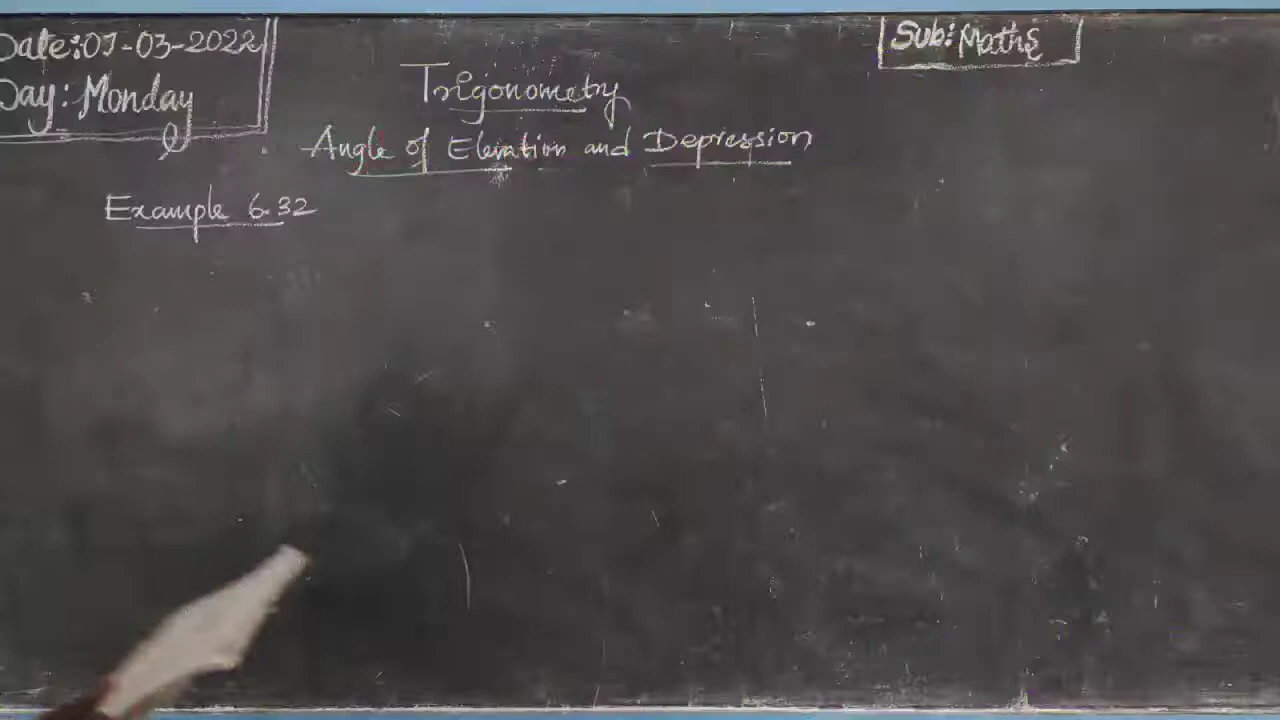 Date:07-03-2022
Day: Monday
Sub: Maths
Trigonometry
Angle of Elevation and Depression
Example 6.32